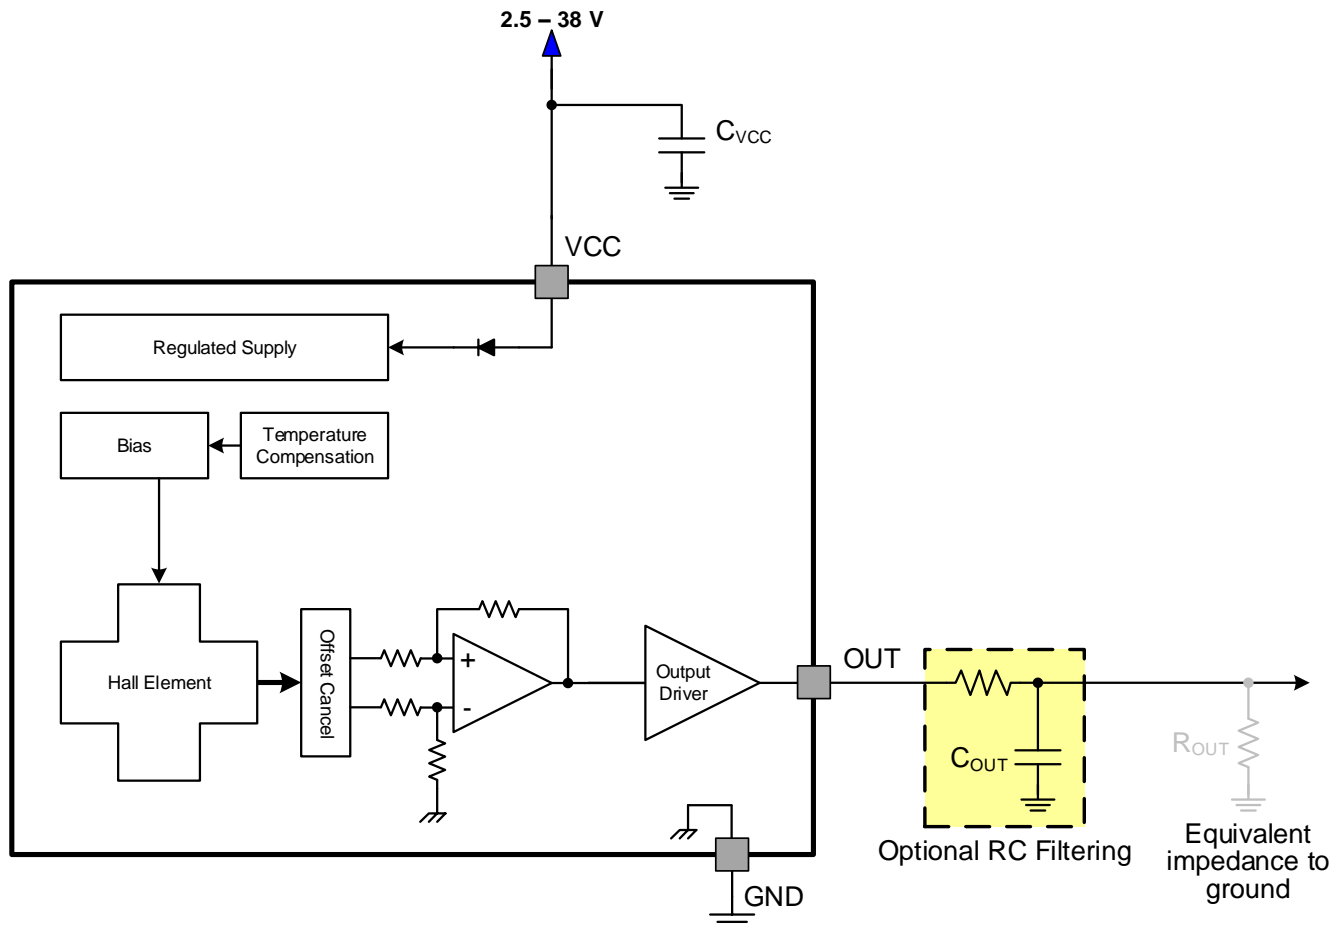 2.5 – 38 V
CVCC
VCC
Regulated Supply
Bias
Temperature
Compensation
Hall Element
Offset Cancel
+
-
Output
Driver
OUT
COUT
ROUT
Optional RC Filtering
Equivalent
impedance to
ground
GND